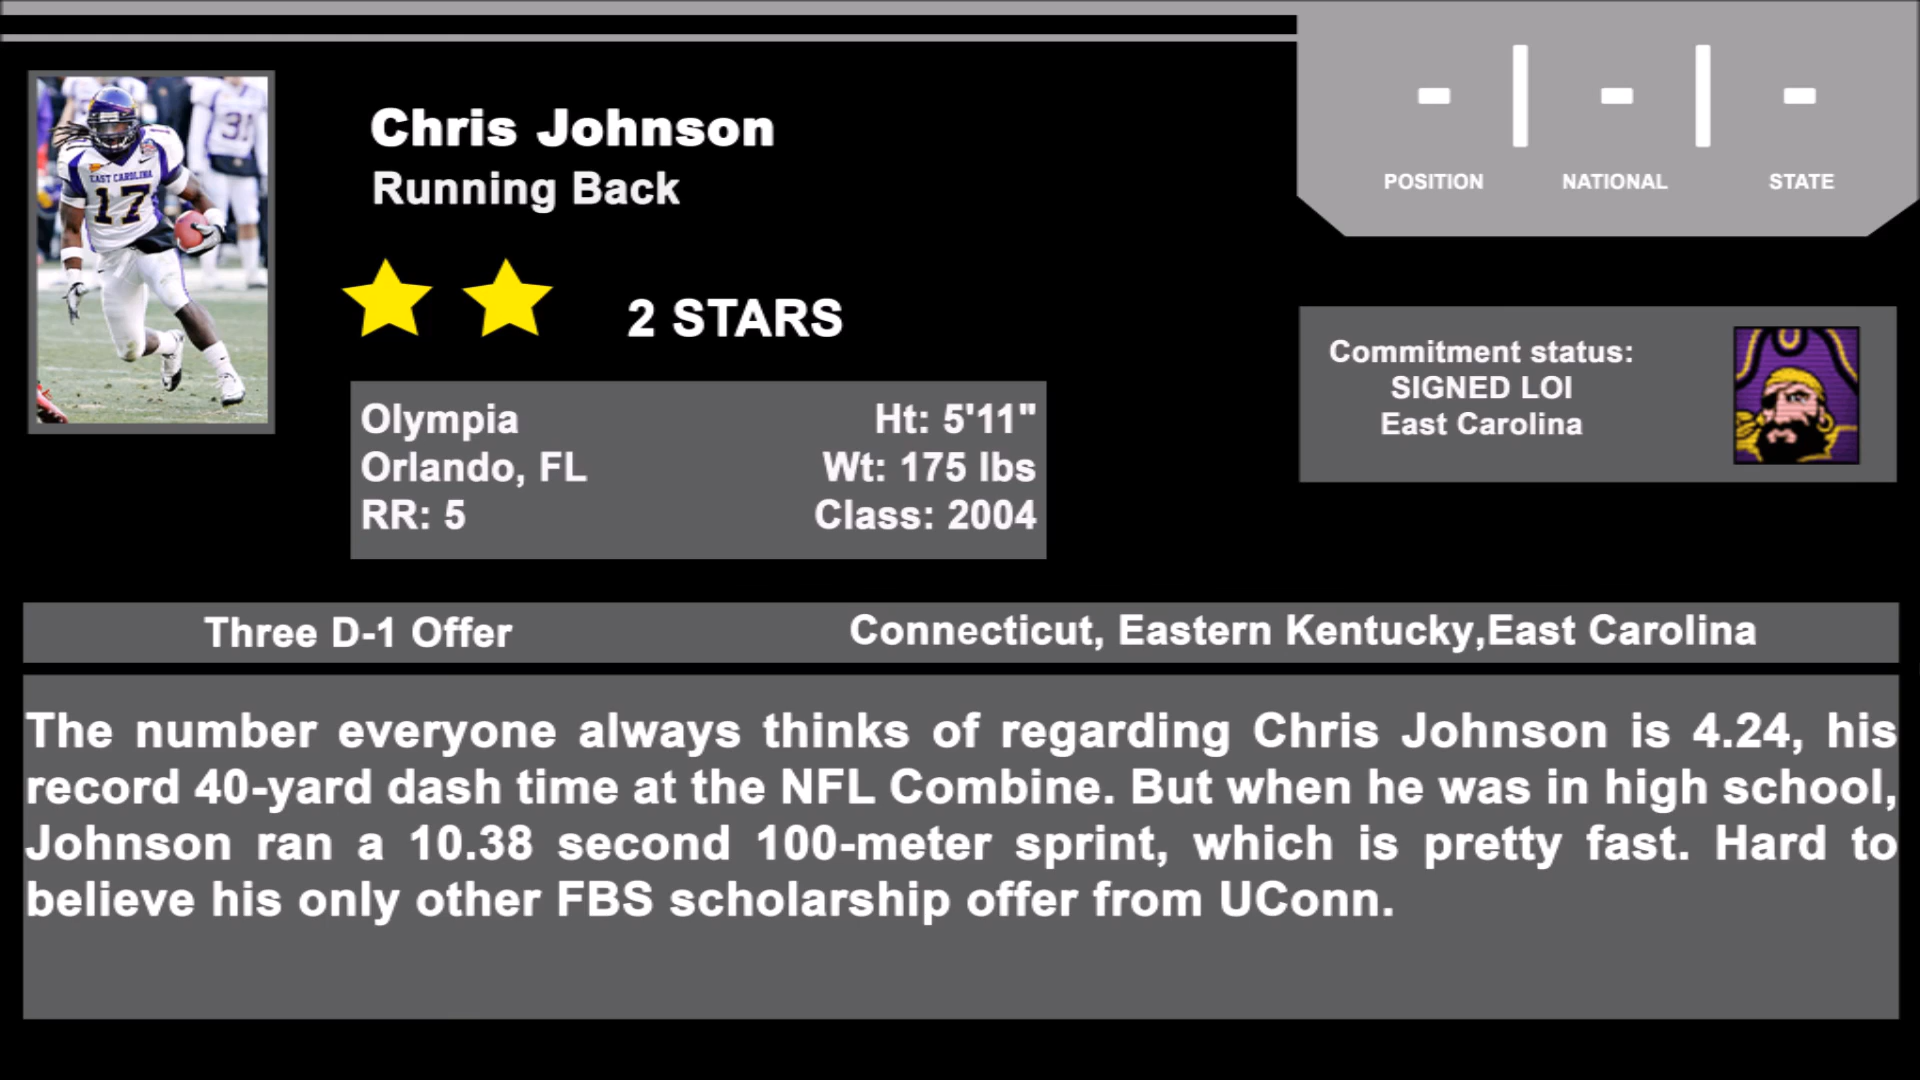 Chris Johnson
Running Back
2 STARS
- | - | -
POSITION NATIONAL STATE
Commitment status:
SIGNED LOI
East Carolina
Olympia Ht: 5'11"
Orlando, FL Wt: 175 lbs
RR: 5 Class: 2004
EAST CAROLINA
17
31
Three D-1 Offer Connecticut, Eastern Kentucky,East Carolina
The number everyone always thinks of regarding Chris Johnson is 4.24, his
record 40-yard dash time at the NFL Combine. But when he was in high school,
Johnson ran a 10.38 second 100-meter sprint, which is pretty fast. Hard to
believe his only other FBS scholarship offer from UConn.